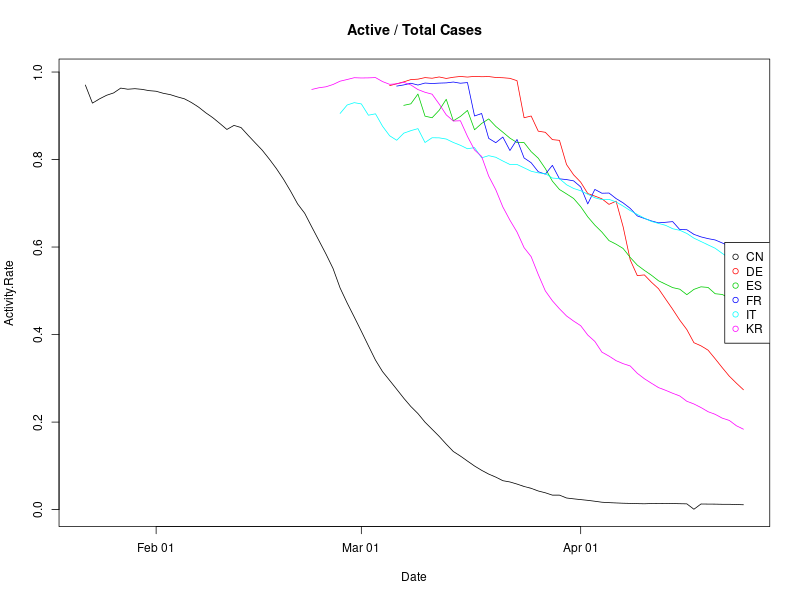 Active / Total Cases
Activity.Rate
1.0
0.8
0.6
0.4
0.2
0.0
CN
DE
ES
FR
IT
KR
Feb 01 Mar 01 Apr 01
Date